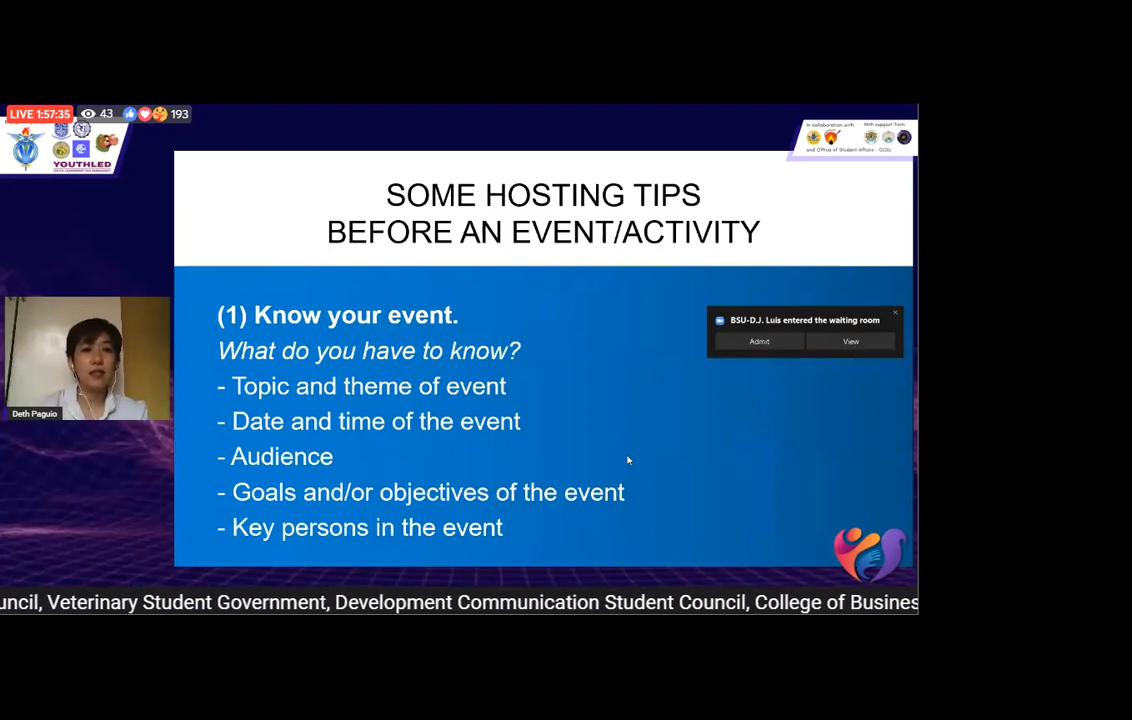 LIVE 1:57:35
43
193
YOUTHLED
In collaboration with:
With support from:
and Office of Student Affairs - CLSU
SOME HOSTING TIPS
BEFORE AN EVENT/ACTIVITY
(1) Know your event.
What do you have to know?
- Topic and theme of event
- Date and time of the event
- Audience
- Goals and/or objectives of the event
- Key persons in the event
BSU-D.J. Luis entered the waiting room
Admit
View
Deth Paguio
uncil, Veterinary Student Government, Development Communication Student Council, College of Busines